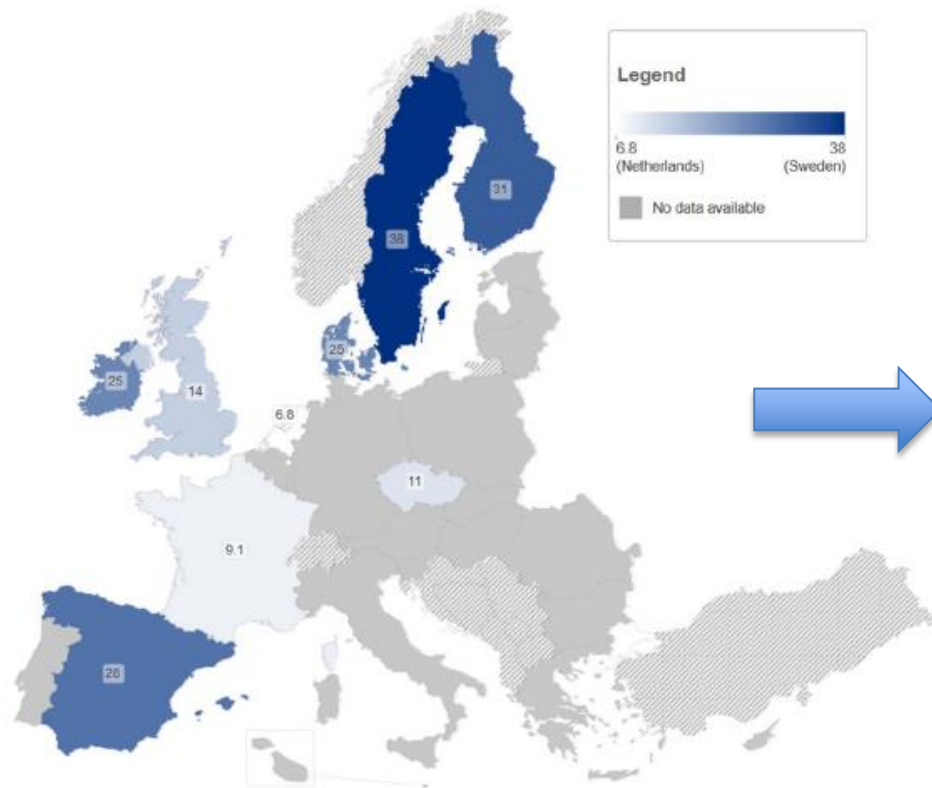 Legend
6.8
38
(Netherlands)
(Sweden)
No data available
31
38
25
25
14
6.8
11
9.1
28